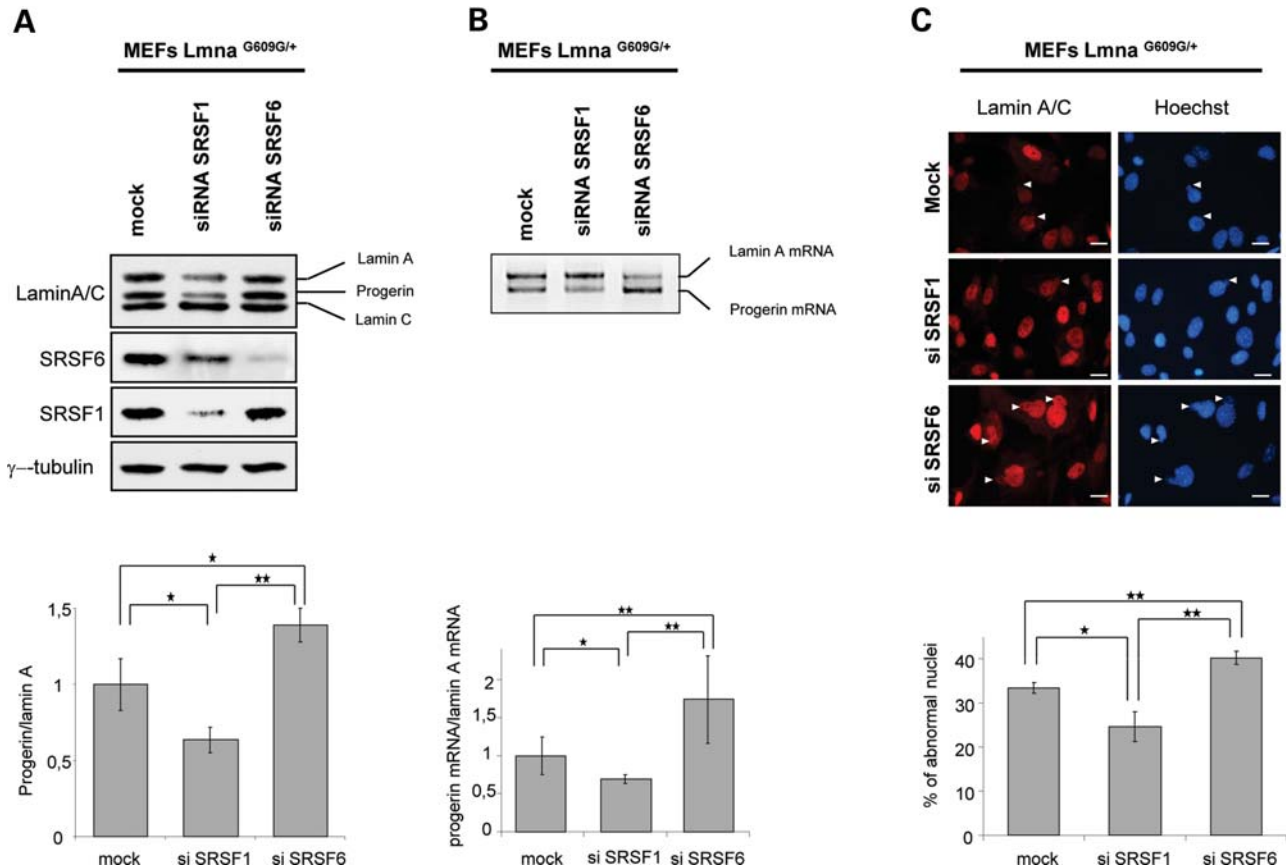 A
MEFs Lmna G609G/+
mock
siRNA SRSF1
siRNA SRSF6
LaminA/C
Lamin A
Progerin
Lamin C
SRSF6
SRSF1
γ--tubulin
★
★
★★
Progerin/lamin A
1,5
1
0,5
0
mock
si SRSF1
si SRSF6
B
MEFs Lmna G609G/+
mock
siRNA SRSF1
siRNA SRSF6
Lamin A mRNA
Progerin mRNA
★★
★
★★
progerin mRNA/lamin A mRNA
2
1,5
1
0,5
0
mock
si SRSF1
si SRSF6
C
MEFs Lmna G609G/+
Lamin A/C
Hoechst
Mock
si SRSF1
si SRSF6
★★
★
★★
% of abnormal nuclei
40
30
20
10
0
mock
si SRSF1
si SRSF6